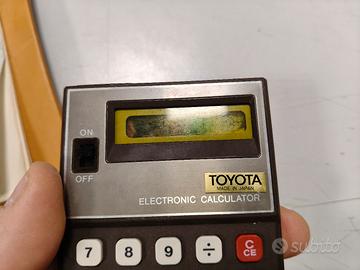 ON
OFF
TOYOTA
MADE IN JAPAN
ELECTRONIC CALCULATOR
7 8 9 ÷ C
CE
subito